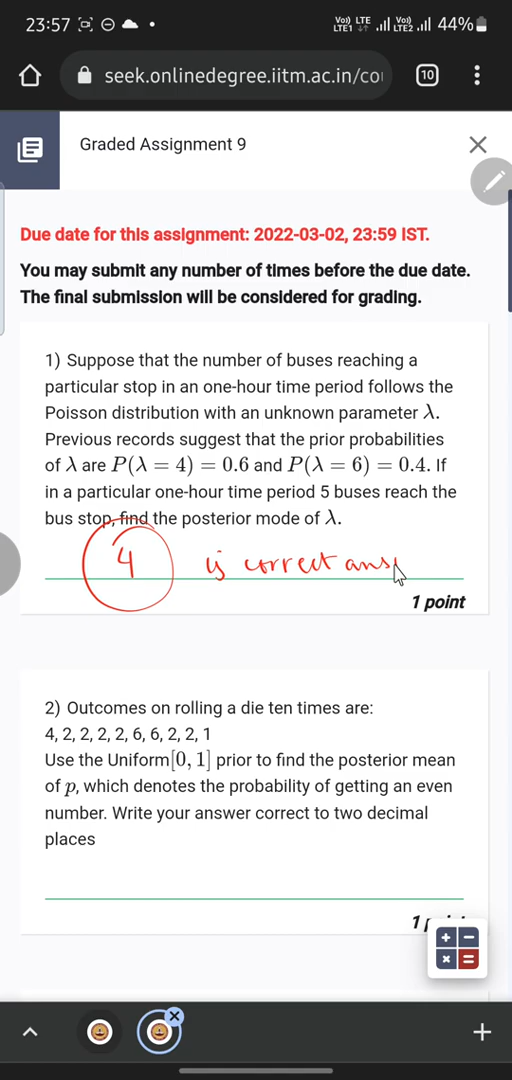 23:57
Vo)) LTE LTE1 Vo)) LTE2 44%
seek.onlinedegree.iitm.ac.in/co
10
Graded Assignment 9
Due date for this assignment: 2022-03-02, 23:59 IST.
You may submit any number of times before the due date.
The final submission will be considered for grading.
1) Suppose that the number of buses reaching a
particular stop in an one-hour time period follows the
Poisson distribution with an unknown parameter λ.
Previous records suggest that the prior probabilities
of λ are P(λ = 4) = 0.6 and P(λ = 6) = 0.4. If
in a particular one-hour time period 5 buses reach the
bus stop, find the posterior mode of λ.
4 is correct ans
1 point
2) Outcomes on rolling a die ten times are:
4, 2, 2, 2, 2, 6, 6, 2, 2, 1
Use the Uniform[0, 1] prior to find the posterior mean
of p, which denotes the probability of getting an even
number. Write your answer correct to two decimal
places